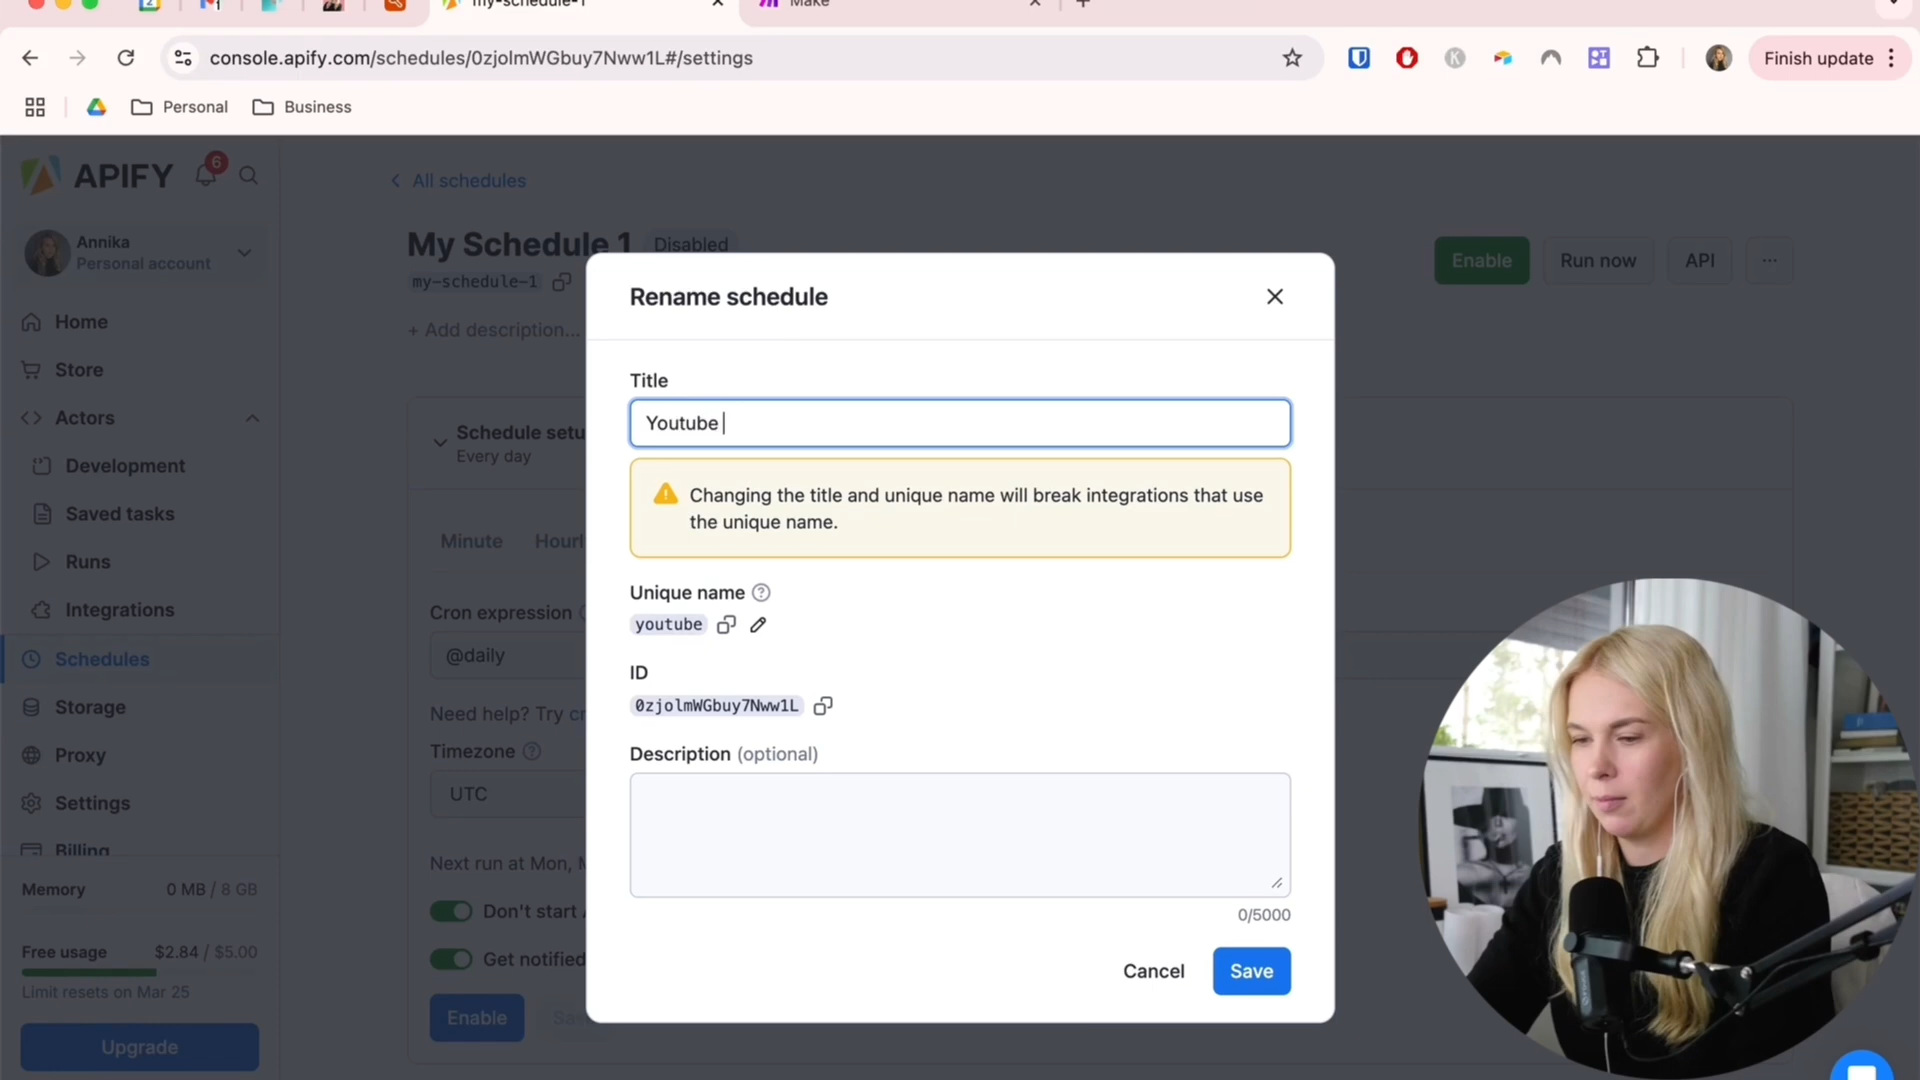 my-schedule-1
Make
console.apify.com/schedules/0zjolmWGbuy7Nww1L#/settings
Finish update
Personal
Business
APIFY
6
Annika
Personal account
Home
Store
Actors
Development
Saved tasks
Runs
Integrations
Schedules
Storage
Proxy
Settings
Billing
Memory 0 MB / 8 GB
Free usage $2.84 / $5.00
Limit resets on Mar 25
Upgrade
All schedules
My Schedule 1
Disabled
my-schedule-1
+ Add description...
Enable
Run now
API
Every day
Minute
Cron expression
@daily
Need help? Try
Timezone
UTC
Next run at Mon,
Don't start
Get notified
Enable
Rename schedule
Title
Youtube
Changing the title and unique name will break integrations that use
the unique name.
Unique name
youtube
ID
0zjolmWGbuy7Nww1L
Description (optional)
0/5000
Cancel
Save